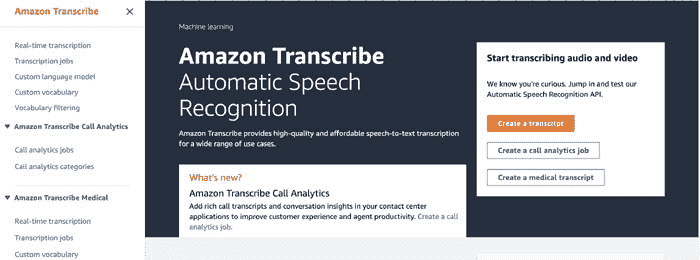 Amazon Transcribe
Real-time transcription
Transcription jobs
Custom language model
Custom vocabulary
Vocabulary filtering
Amazon Transcribe Call Analytics
Call analytics jobs
Call analytics categories
Amazon Transcribe Medical
Real-time transcription
Transcription jobs
Custom vocabulary
Machine learning
Amazon Transcribe
Automatic Speech
Recognition
Amazon Transcribe provides high-quality and affordable speech-to-text transcription
for a wide range of use cases.
What's new?
Amazon Transcribe Call Analytics
Add rich call transcripts and conversation insights in your contact center
applications to improve customer experience and agent productivity. Create a call
analytics job.
Start transcribing audio and video
We know you're curious. Jump in and test our
Automatic Speech Recognition API.
Create a transcript
Create a call analytics job
Create a medical transcript